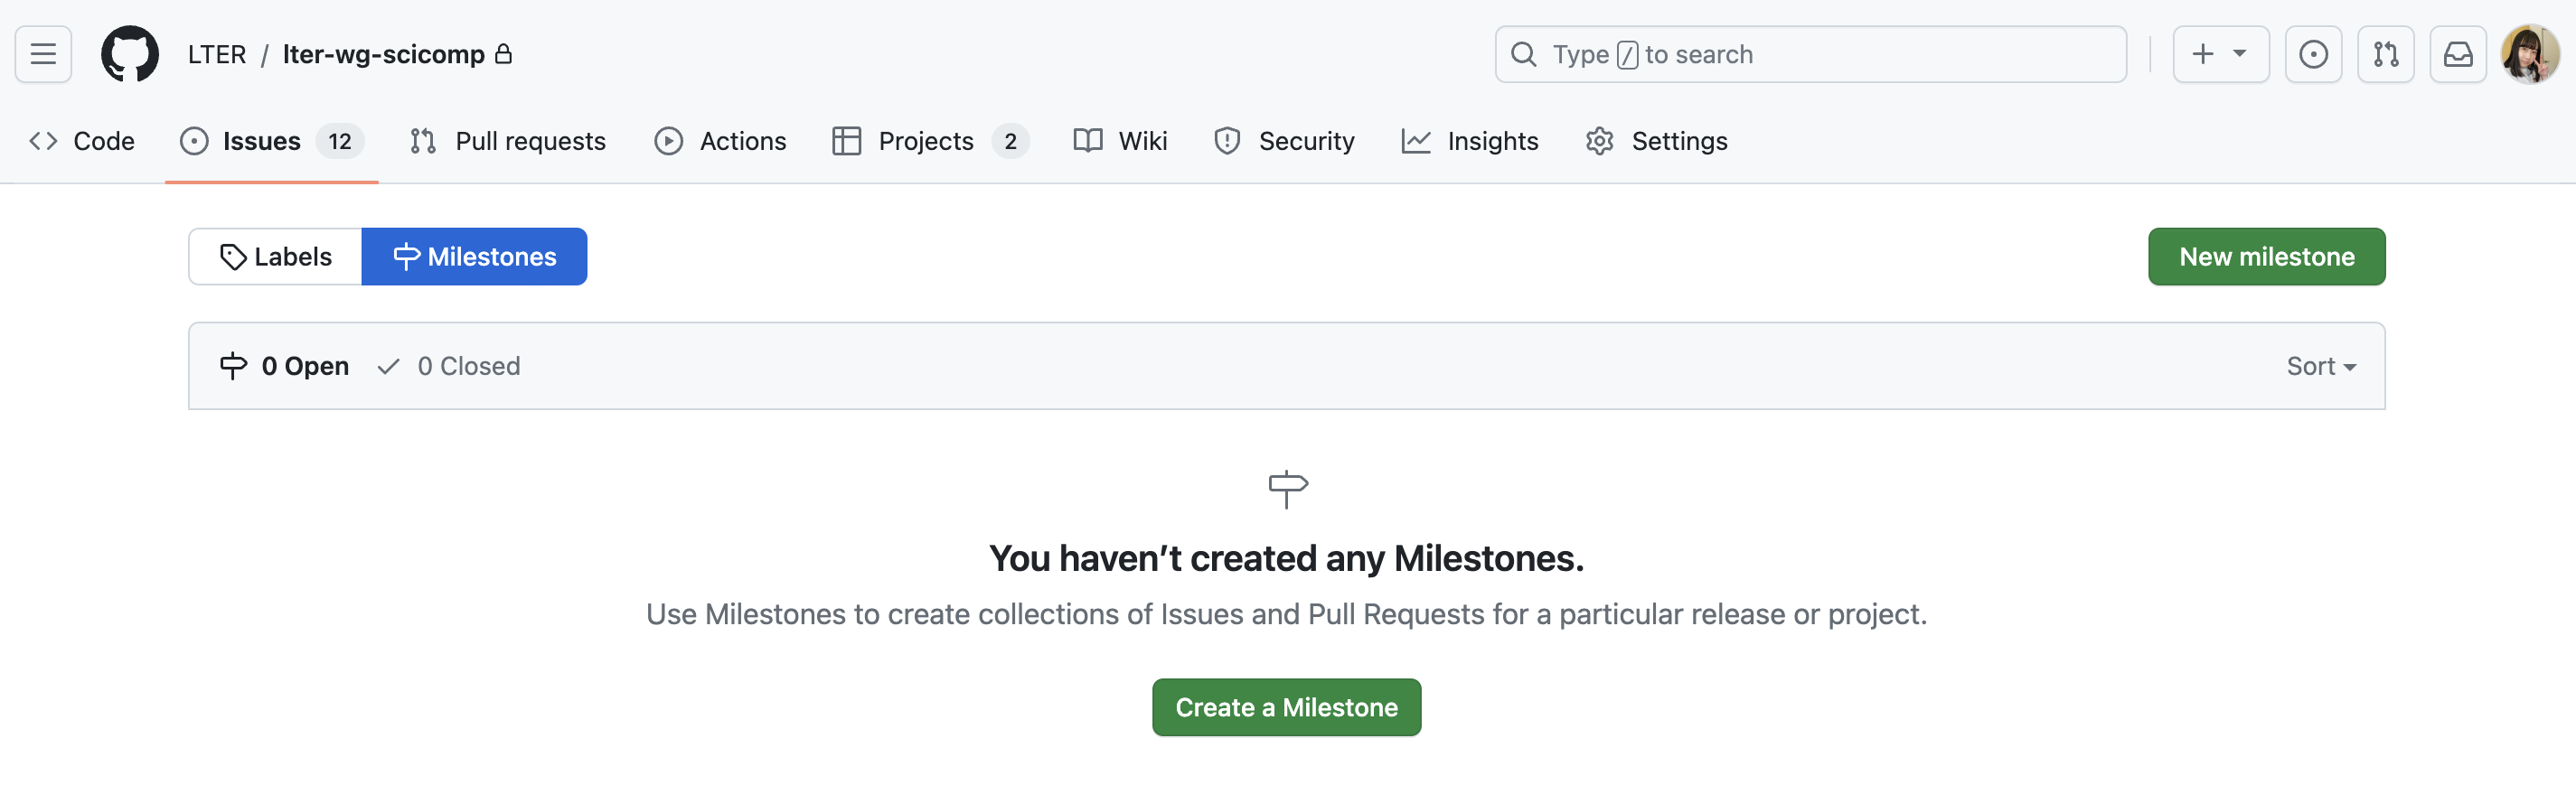 LTER / lter-wg-scicomp
Type / to search
Code Issues 12 Pull requests Actions Projects 2 Wiki Security Insights Settings
Labels Milestones New milestone
0 Open 0 Closed Sort
You haven’t created any Milestones.
Use Milestones to create collections of Issues and Pull Requests for a particular release or project.
Create a Milestone